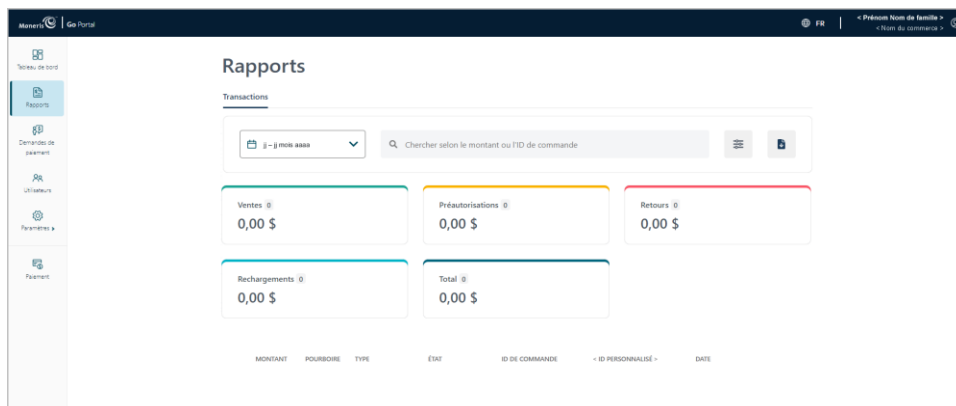 Moneris Go Portal
FR
< Prénom Nom de famille >
< Nom du commerce >
Tableau de bord
Rapports
Demandes de
paiement
Utilisateurs
Paramètres
Paiement
Rapports
Transactions
jj – jj mois aaaa
Chercher selon le montant ou l'ID de commande
Ventes 0
0,00 $
Préautorisations 0
0,00 $
Retours 0
0,00 $
Rechargements 0
0,00 $
Total 0
0,00 $
MONTANT POURBOIRE TYPE ÉTAT ID DE COMMANDE < ID PERSONNALISÉ > DATE